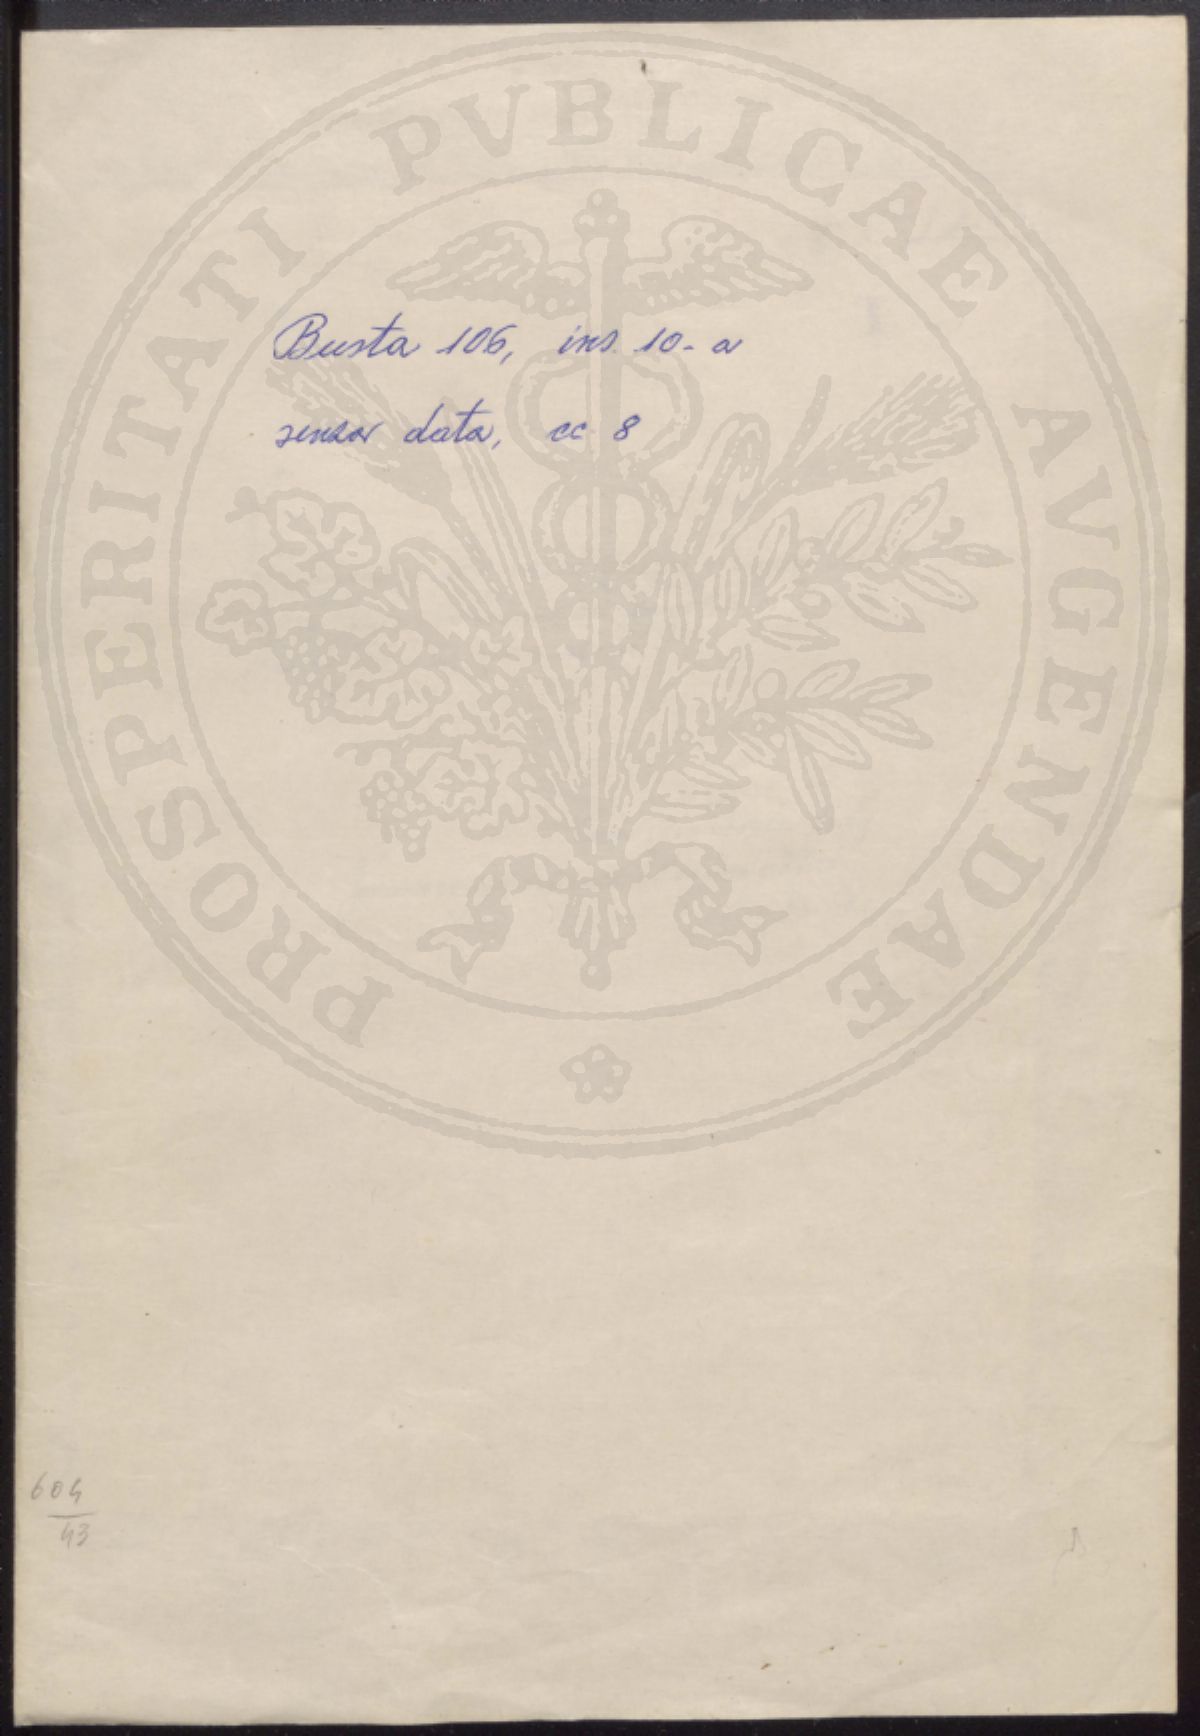 PROSPERITATI PVBLICAE AVGENDAE
Busta 106, ins. 10-a
senza data, cc 8
604
43